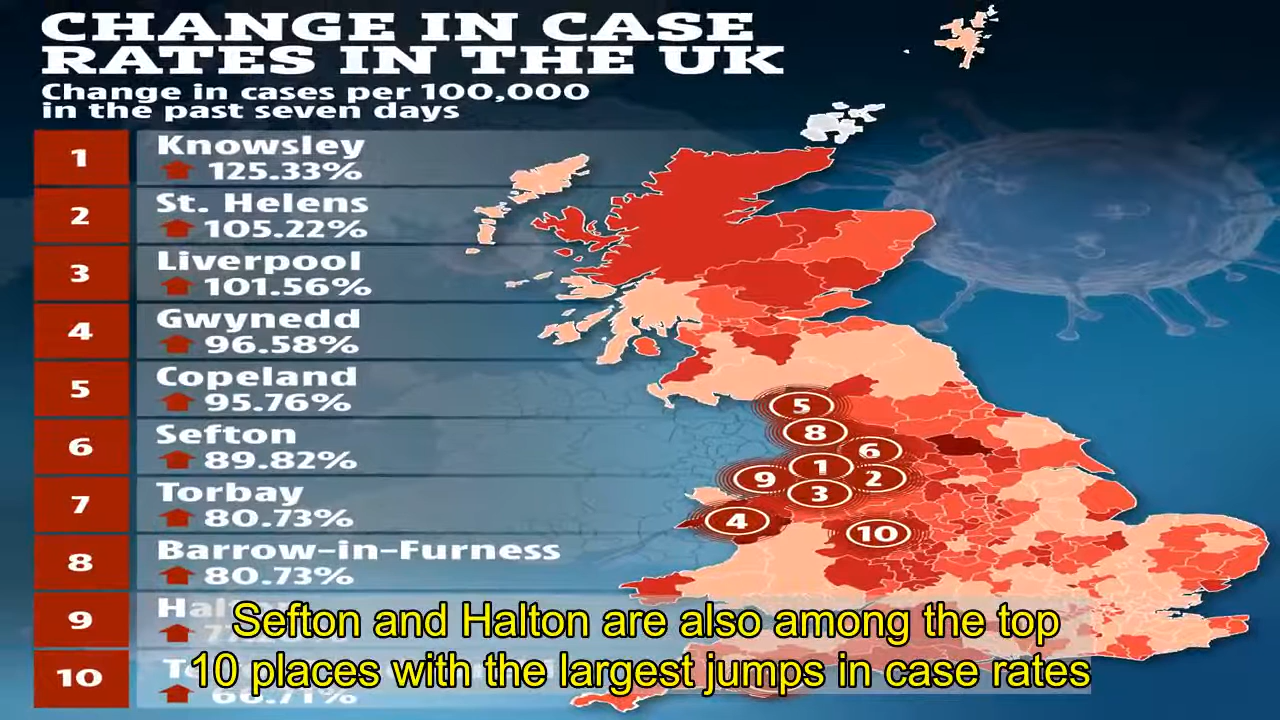 CHANGE IN CASE
RATES IN THE UK
Change in cases per 100,000
in the past seven days
1
Knowsley
125.33%
2
St. Helens
105.22%
3
Liverpool
101.56%
4
Gwynedd
96.58%
5
Copeland
95.76%
6
Sefton
89.82%
7
Torbay
80.73%
8
Barrow-in-Furness
80.73%
9
10
5
8
6
1
2
9
3
4
10
Sefton and Halton are also among the top
10 places with the largest jumps in case rates